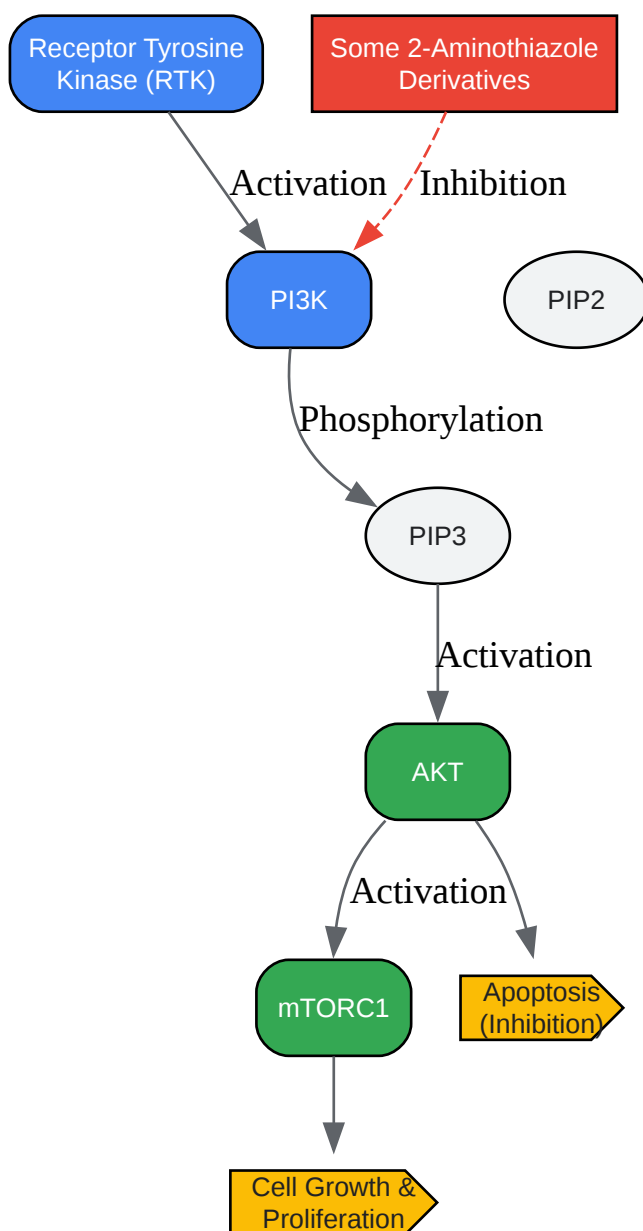 Receptor Tyrosine
Kinase (RTK)
Some 2-Aminothiazole
Derivatives
Activation
Inhibition
PI3K
PIP2
Phosphorylation
PIP3
Activation
AKT
Activation
mTORC1
Apoptosis
(Inhibition)
Cell Growth &
Proliferation